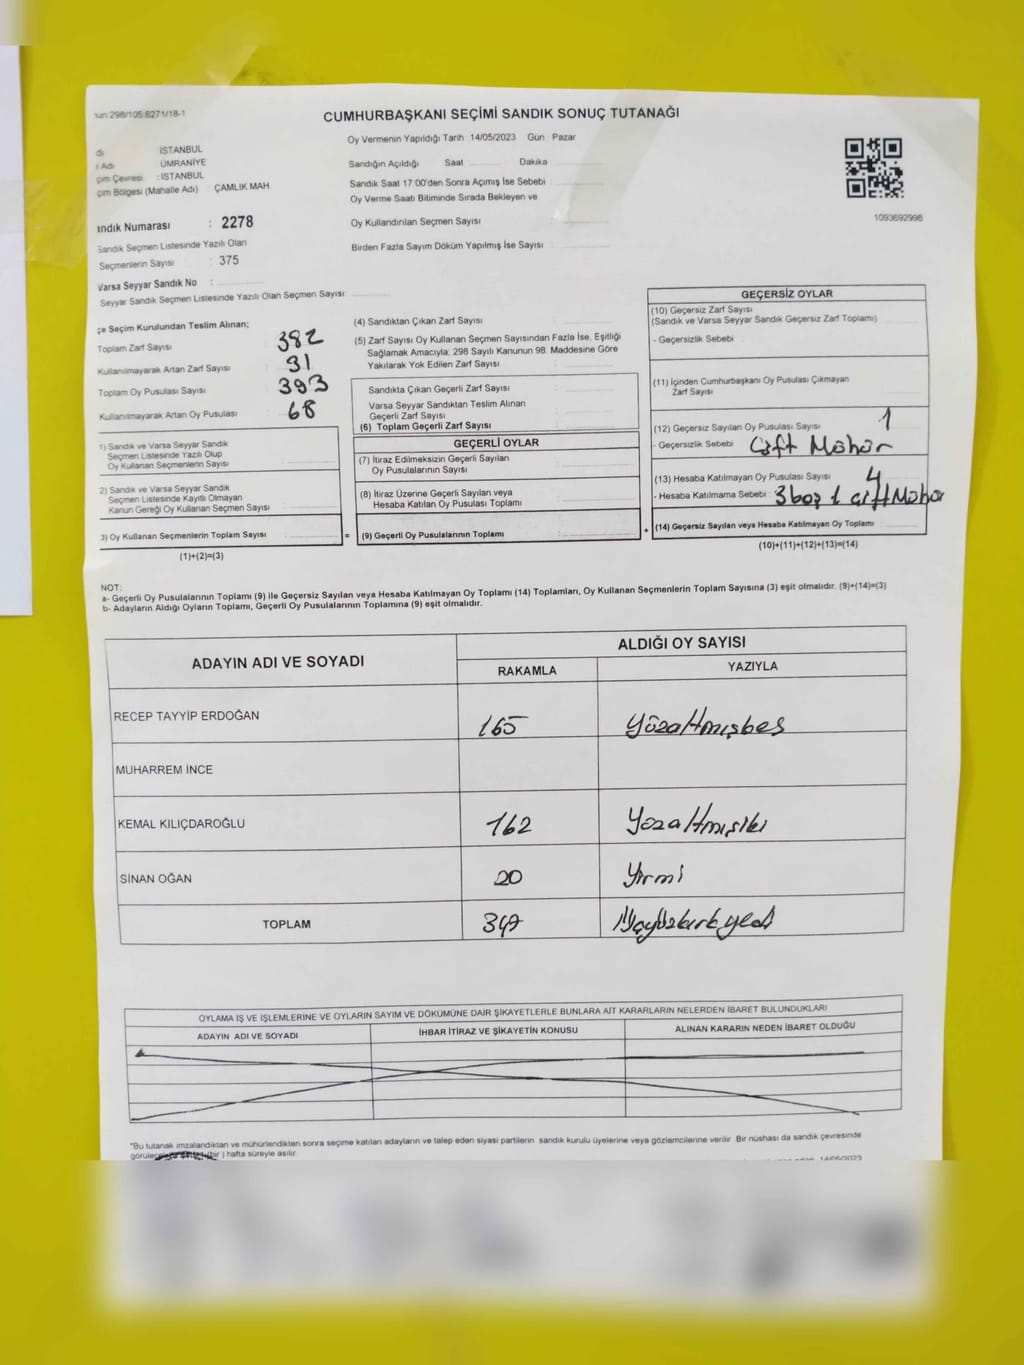 298/105:6271/18-1
CUMHURBAŞKANI SEÇİMİ SANDIK SONUÇ TUTANAĞI
Oy Vermenin Yapıldığı Tarih 14/05/2023 Gün Pazar
İSTANBUL
Adı ÜMRANİYE
Çevresi : İSTANBUL
Bölgesi (Mahalle Adı) : ÇAMLIK MAH.
Numarası : 2278
Sandık Seçmen Listesinde Yazılı Olan
Seçmenlerin Sayısı : 375
Varsa Seyyar Sandık No :
Seyyar Sandık Seçmen Listesinde Yazılı Olan Seçmen Sayısı:
Sandığın Açıldığı Saat Dakika
Sandık Saat 17:00'den Sonra Açımış İse Sebebi :
Oy Verme Saati Bitiminde Sırada Bekleyen ve
Oy Kullandırılan Seçmen Sayısı
Birden Fazla Sayım Döküm Yapılmış İse Sayısı :
1093692998
Seçim Kurulundan Teslim Alınan;
Toplam Zarf Sayısı : 382
Kullanılmayarak Artan Zarf Sayısı : 31
Toplam Oy Pusulası Sayısı : 393
Kullanılmayarak Artan Oy Pusulası : 68
1) Sandık ve Varsa Seyyar Sandık
Seçmen Listesinde Yazılı Olup
Oy Kullanan Seçmenlerin Sayısı :
2) Sandık ve Varsa Seyyar Sandık
Seçmen Listesinde Kayıtlı Olmayan
Kanun Gereği Oy Kullanan Seçmen Sayısı :
3) Oy Kullanan Seçmenlerin Toplam Sayısı :
(1)+(2)=(3)
(4) Sandıktan Çıkan Zarf Sayısı :
(5) Zarf Sayısı Oy Kullanan Seçmen Sayısından Fazla İse, Eşitliği
Sağlamak Amacıyla; 298 Sayılı Kanunun 98. Maddesine Göre
Yakılarak Yok Edilen Zarf Sayısı :
Sandıkta Çıkan Geçerli Zarf Sayısı :
Varsa Seyyar Sandıktan Teslim Alınan
Geçerli Zarf Sayısı :
(6) Toplam Geçerli Zarf Sayısı :
GEÇERLİ OYLAR
(7) İtiraz Edilmeksizin Geçerli Sayılan
Oy Pusulalarının Sayısı :
(8) İtiraz Üzerine Geçerli Sayılan veya
Hesaba Katılan Oy Pusulaları Toplamı :
= (9) Geçerli Oy Pusulalarının Toplamı :
GEÇERSİZ OYLAR
(10) Geçersiz Zarf Sayısı
(Sandık ve Varsa Seyyar Sandık Geçersiz Zarf Toplamı) :
- Geçersizlik Sebebi :
(11) İçinden Cumhurbaşkanı Oy Pusulası Çıkmayan
Zarf Sayısı :
(12) Geçersiz Sayılan Oy Pusulası Sayısı : 1
- Geçersizlik Sebebi : Çift Mühür
(13) Hesaba Katılmayan Oy Pusulası Sayısı : 4
- Hesaba Katılmama Sebebi : 3 boş 1 çift Mühür
+ (14) Geçersiz Sayılan veya Hesaba Katılmayan Oy Toplamı :
(10)+(11)+(12)+(13)=(14)
NOT:
a- Geçerli Oy Pusulalarının Toplamı (9) ile Geçersiz Sayılan veya Hesaba Katılmayan Oy Toplamı (14) Toplamları, Oy Kullanan Seçmenlerin Toplam Sayısına (3) eşit olmalıdır. (9)+(14)=(3)
b- Adayların Aldığı Oyların Toplamı, Geçerli Oy Pusulalarının Toplamına (9) eşit olmalıdır.
ADAYIN ADI VE SOYADI
ALDIĞI OY SAYISI
RAKAMLA YAZIYLA
RECEP TAYYİP ERDOĞAN 165 Yüzaltmışbeş
MUHARREM İNCE
KEMAL KILIÇDAROĞLU 162 Yüzaltmışiki
SİNAN OĞAN 20 Yirmi
TOPLAM 347 Üçyüzkırkyedi
OYLAMA İŞ VE İŞLEMLERİNE VE OYLARIN SAYIM VE DÖKÜMÜNE DAİR ŞİKAYETLERLE BUNLARA AİT KARARLARIN NELERDEN İBARET BULUNDUKLARI
ADAYIN ADI VE SOYADI İHBAR İTİRAZ VE ŞİKAYETİN KONUSU ALINAN KARARIN NEDEN İBARET OLDUĞU
*Bu tutanak imzalandıktan ve mühürlendikten sonra seçime katılan adayların ve talep eden siyasi partilerin sandık kurulu üyelerine veya gözlemcilerine verilir. Bir nüshası da sandık çevresinde
(bir) hafta süreyle asılır.
14/05/2023